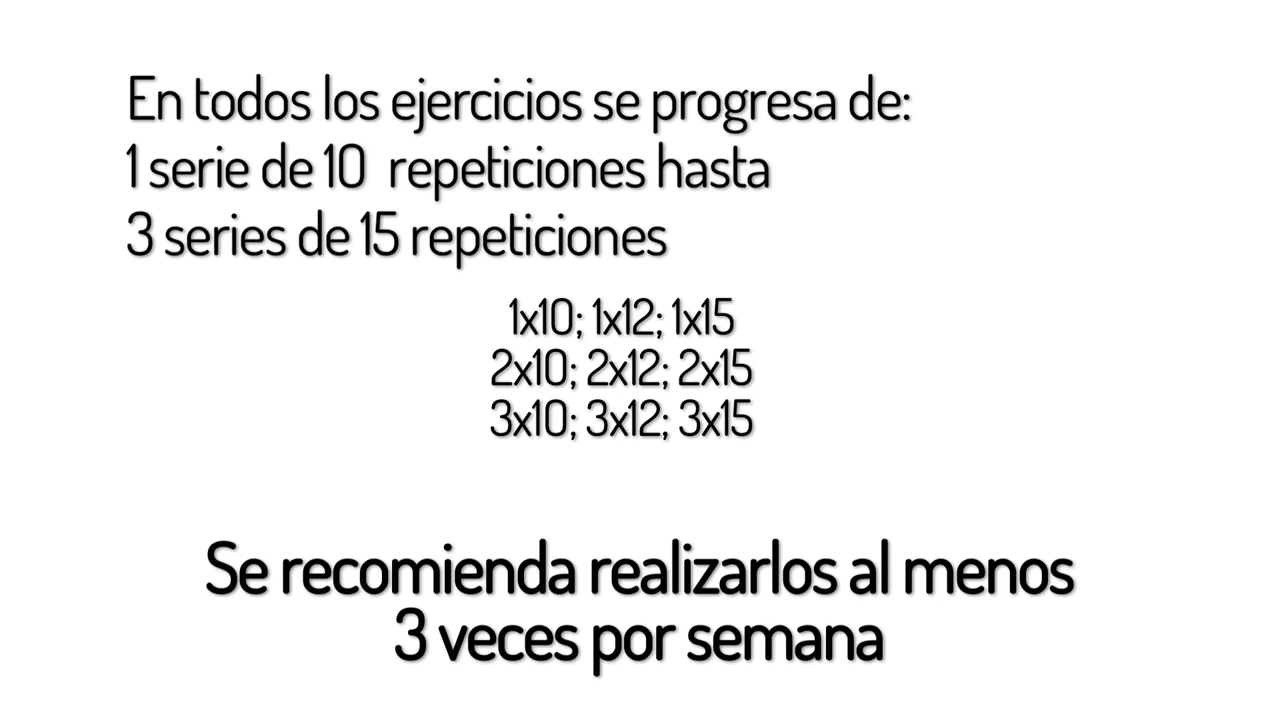 En todos los ejercicios se progresa de:
1 serie de 10 repeticiones hasta
3 series de 15 repeticiones
1x10; 1x12; 1x15
2x10; 2x12; 2x15
3x10; 3x12; 3x15
Se recomienda realizarlos al menos
3 veces por semana